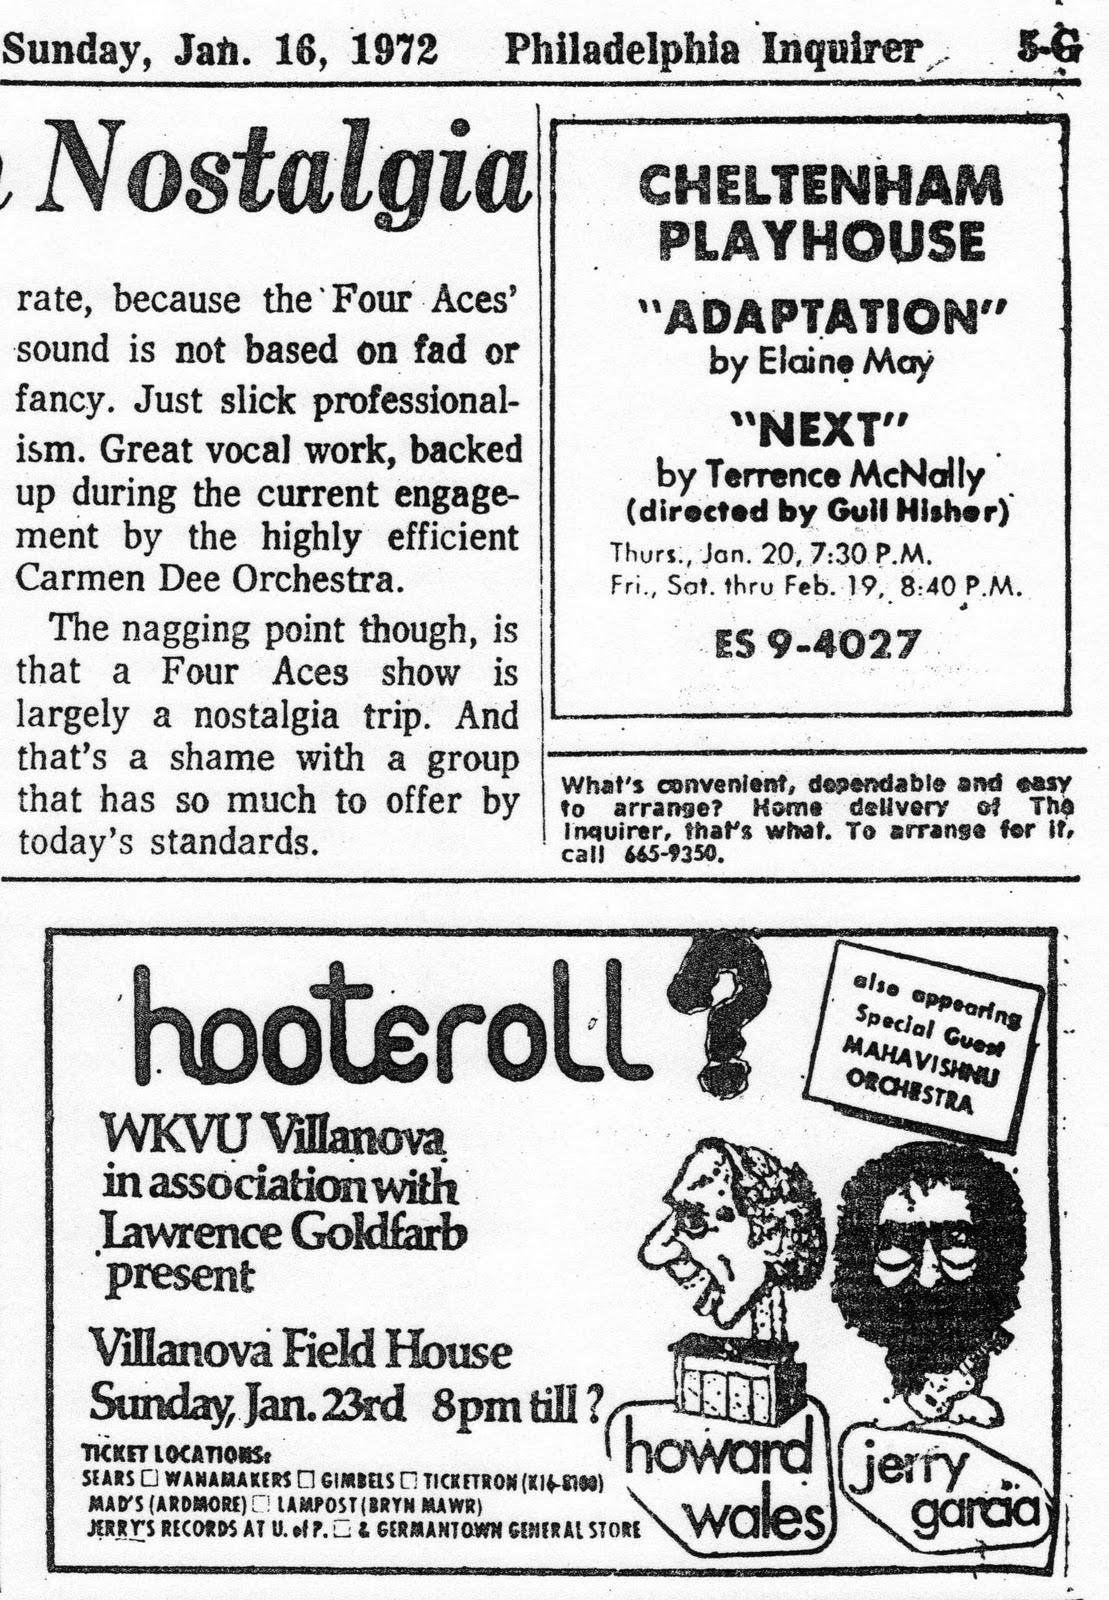 Sunday, Jan. 16, 1972 Philadelphia Inquirer 5-G
Nostalgia
rate, because the Four Aces'
sound is not based on fad or
fancy. Just slick professional-
ism. Great vocal work, backed
up during the current engage-
ment by the highly efficient
Carmen Dee Orchestra.
The nagging point though, is
that a Four Aces show is
largely a nostalgia trip. And
that's a shame with a group
that has so much to offer by
today's standards.
CHELTENHAM
PLAYHOUSE
"ADAPTATION"
by Elaine May
"NEXT"
by Terrence McNally
(directed by Guil Hisher)
Thurs., Jan. 20, 7:30 P.M.
Fri., Sat. thru Feb. 19, 8:40 P.M.
ES 9-4027
What's convenient, dependable and easy
to arrange? Home delivery of The
Inquirer, that's what. To arrange for it,
call 665-9350.
hooteroll?
also appearing
Special Guest
MAHAVISHNU
ORCHESTRA
WKVU Villanova
in association with
Lawrence Goldfarb
present
Villanova Field House
Sunday, Jan. 23rd 8pm till?
TICKET LOCATIONS:
SEARS □ WANAMAKERS □ GIMBELS □ TICKETRON
MAD'S (ARDMORE) □ LAMPOST (BRYN MAWR)
JERRY'S RECORDS AT U. of P. □ & GERMANTOWN GENERAL STORE
howard
wales
jerry
garcia